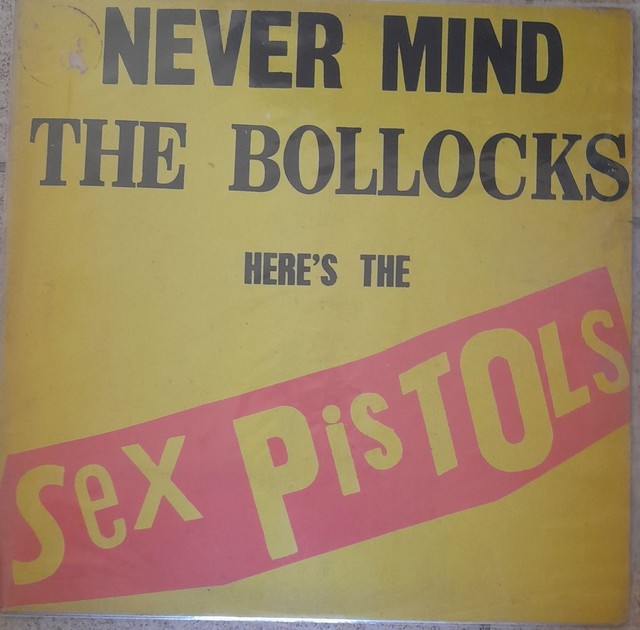 NEVER MIND
THE BOLLOCKS
HERE'S THE
Sex PisTOLS